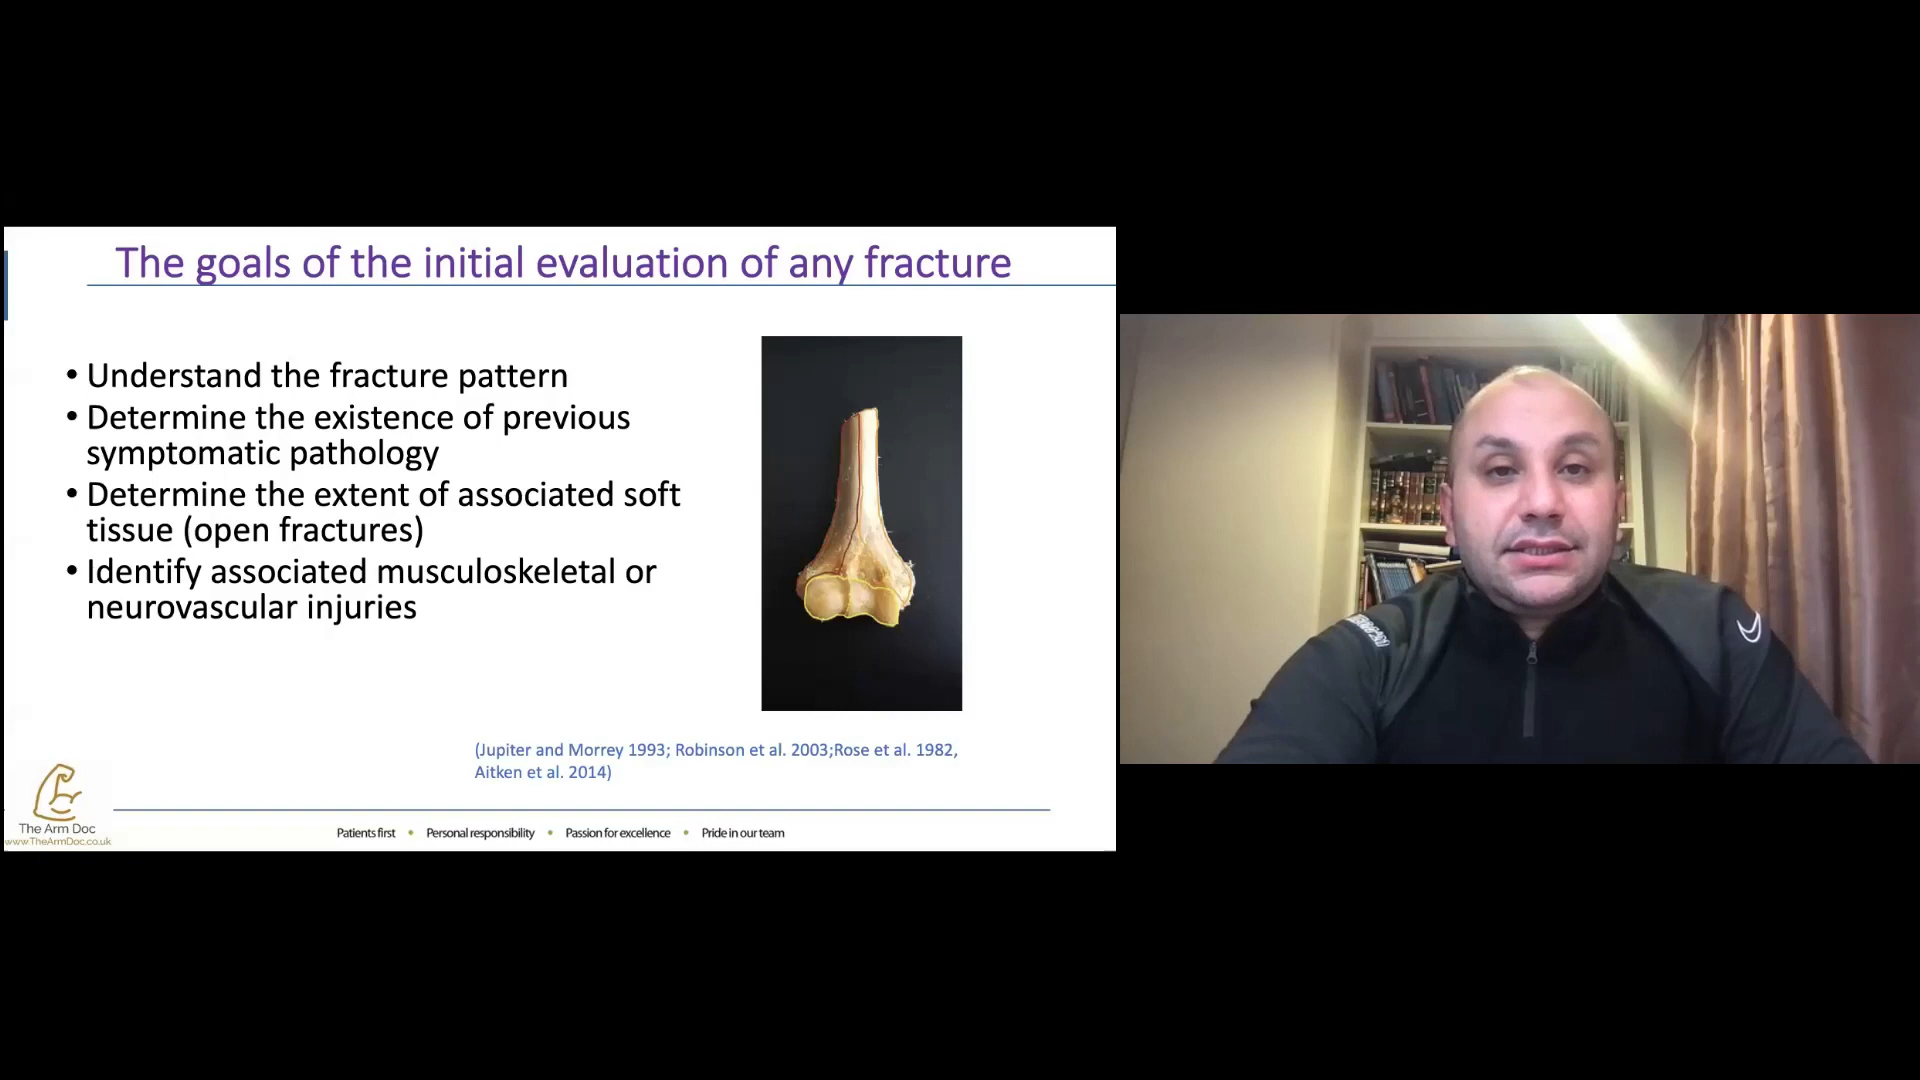 The goals of the initial evaluation of any fracture
• Understand the fracture pattern
• Determine the existence of previous
symptomatic pathology
• Determine the extent of associated soft
tissue (open fractures)
• Identify associated musculoskeletal or
neurovascular injuries
(Jupiter and Morrey 1993; Robinson et al. 2003;Rose et al. 1982,
Aitken et al. 2014)
The Arm Doc
www.TheArmDoc.co.uk
Patients first • Personal responsibility • Passion for excellence • Pride in our team